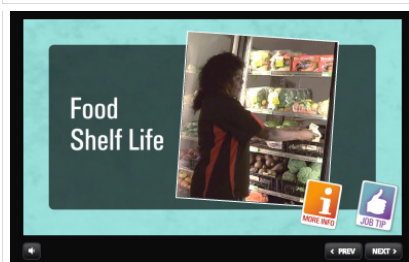 Food
Shelf Life
i
MORE INFO
JOB TIP
< PREV
NEXT >